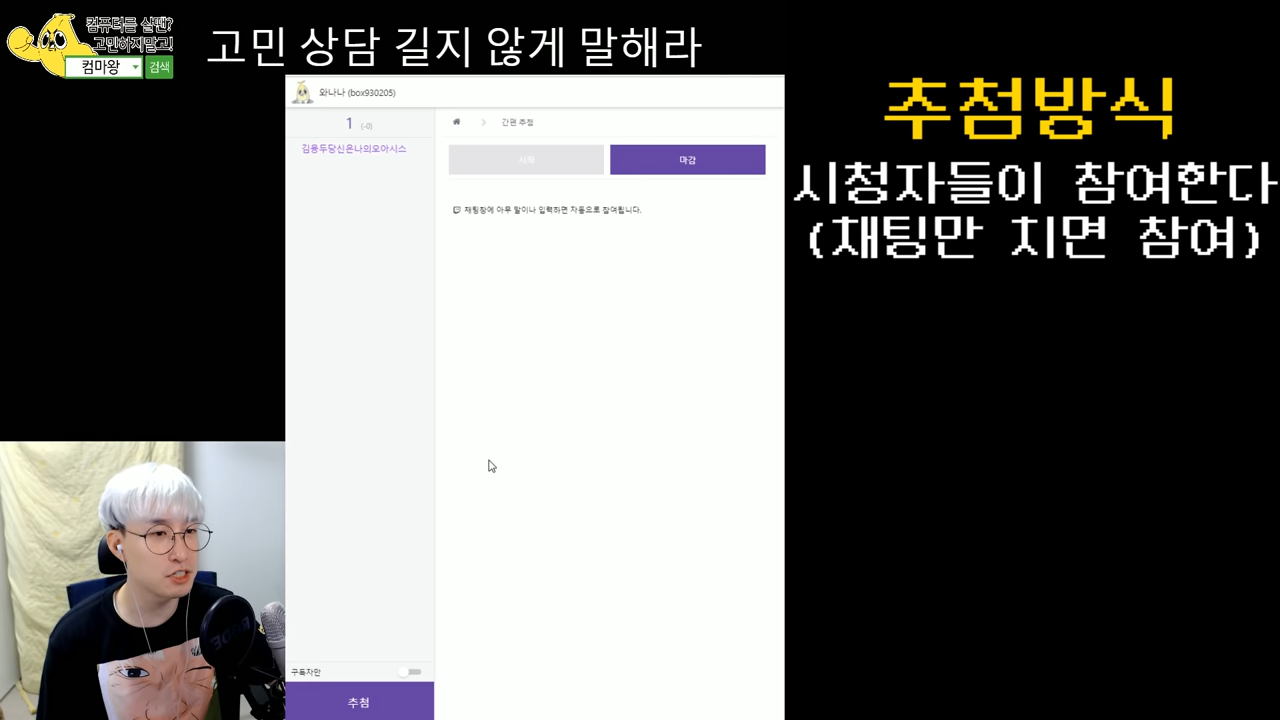 컴퓨터를 살땐?
고민하지말고!
컴마왕
검색
고민 상담 길지 않게 말해라
와나나 (box930205)
1 (-0)
김용두당신은나의오아시스
간편 추첨
시작
마감
채팅창에 아무 말이나 입력하면 자동으로 참여됩니다.
구독자만
추첨
추첨방식
시청자들이 참여한다
(채팅만 치면 참여)